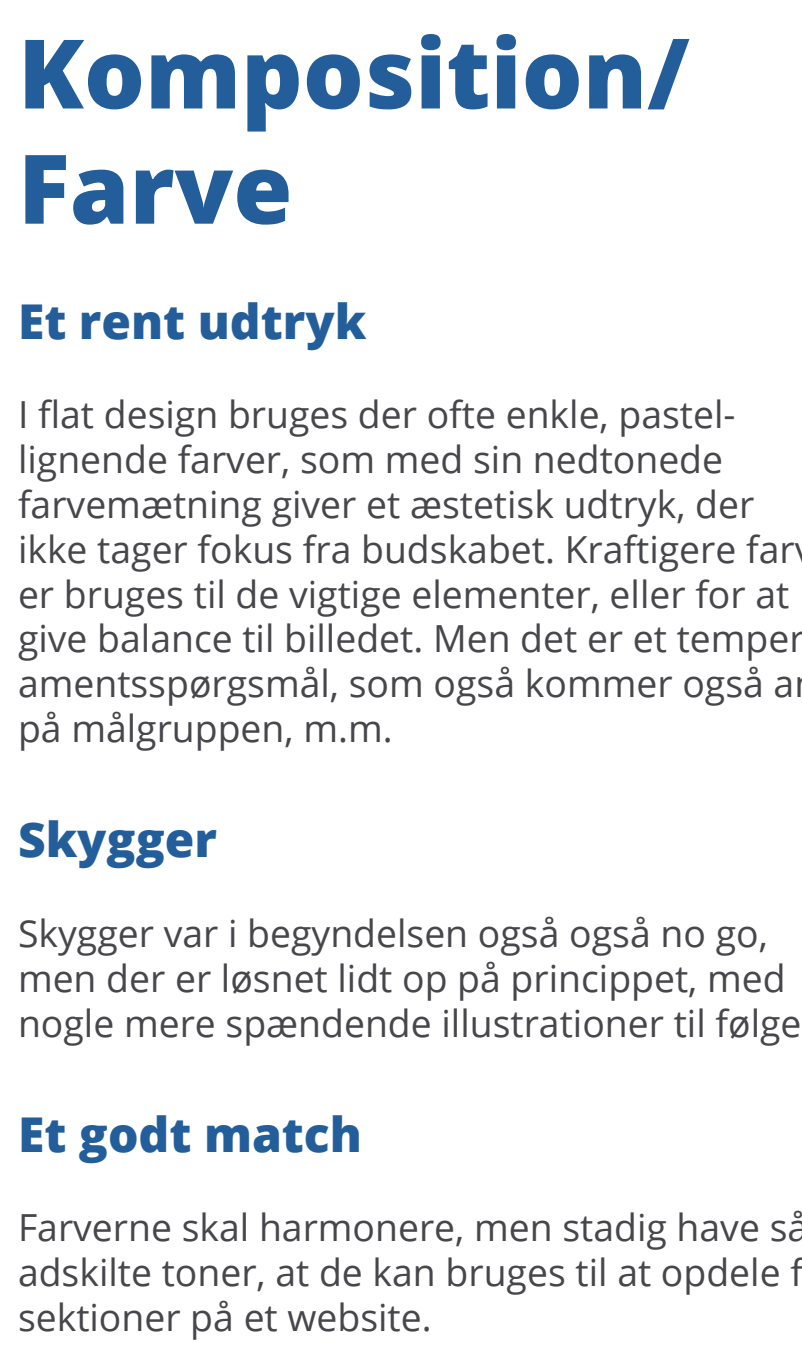 Komposition/
Farve
Et rent udtryk
I flat design bruges der ofte enkle, pastel-
lignende farver, som med sin nedtonede
farvemætning giver et æstetisk udtryk, der
ikke tager fokus fra budskabet. Kraftigere farv
er bruges til de vigtige elementer, eller for at
give balance til billedet. Men det er et temper
amentsspørgsmål, som også kommer også an
på målgruppen, m.m.
Skygger
Skygger var i begyndelsen også også no go,
men der er løsnet lidt op på princippet, med
nogle mere spændende illustrationer til følge
Et godt match
Farverne skal harmonere, men stadig have så
adskilte toner, at de kan bruges til at opdele f
sektioner på et website.